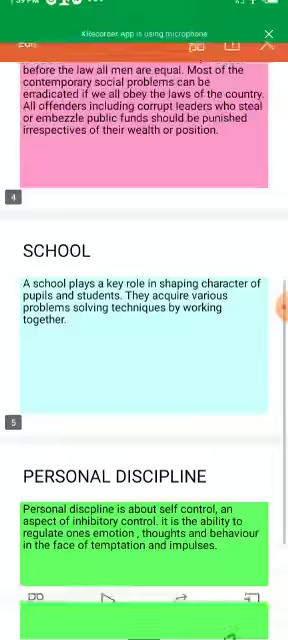 XRecorder App is using microphone
before the law all men are equal. Most of the
contemporary social problems can be
erradicated if we all obey the laws of the country.
All offenders including corrupt leaders who steal
or embezzle public funds should be punished
irrespectives of their wealth or position.
4
SCHOOL
A school plays a key role in shaping character of
pupils and students. They acquire various
problems solving techniques by working
together.
5
PERSONAL DISCIPLINE
Personal discpline is about self control, an
aspect of inhibitory control. it is the ability to
regulate ones emotion , thoughts and behaviour
in the face of temptation and impulses.